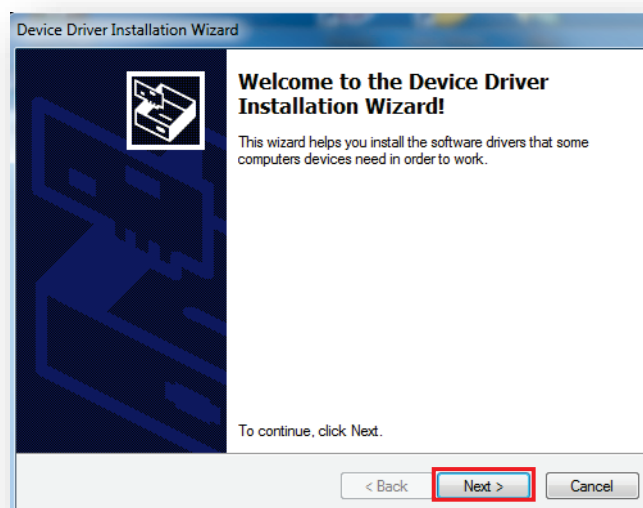 Device Driver Installation Wizard
Welcome to the Device Driver
Installation Wizard!
This wizard helps you install the software drivers that some
computers devices need in order to work.
To continue, click Next.
< Back
Next >
Cancel